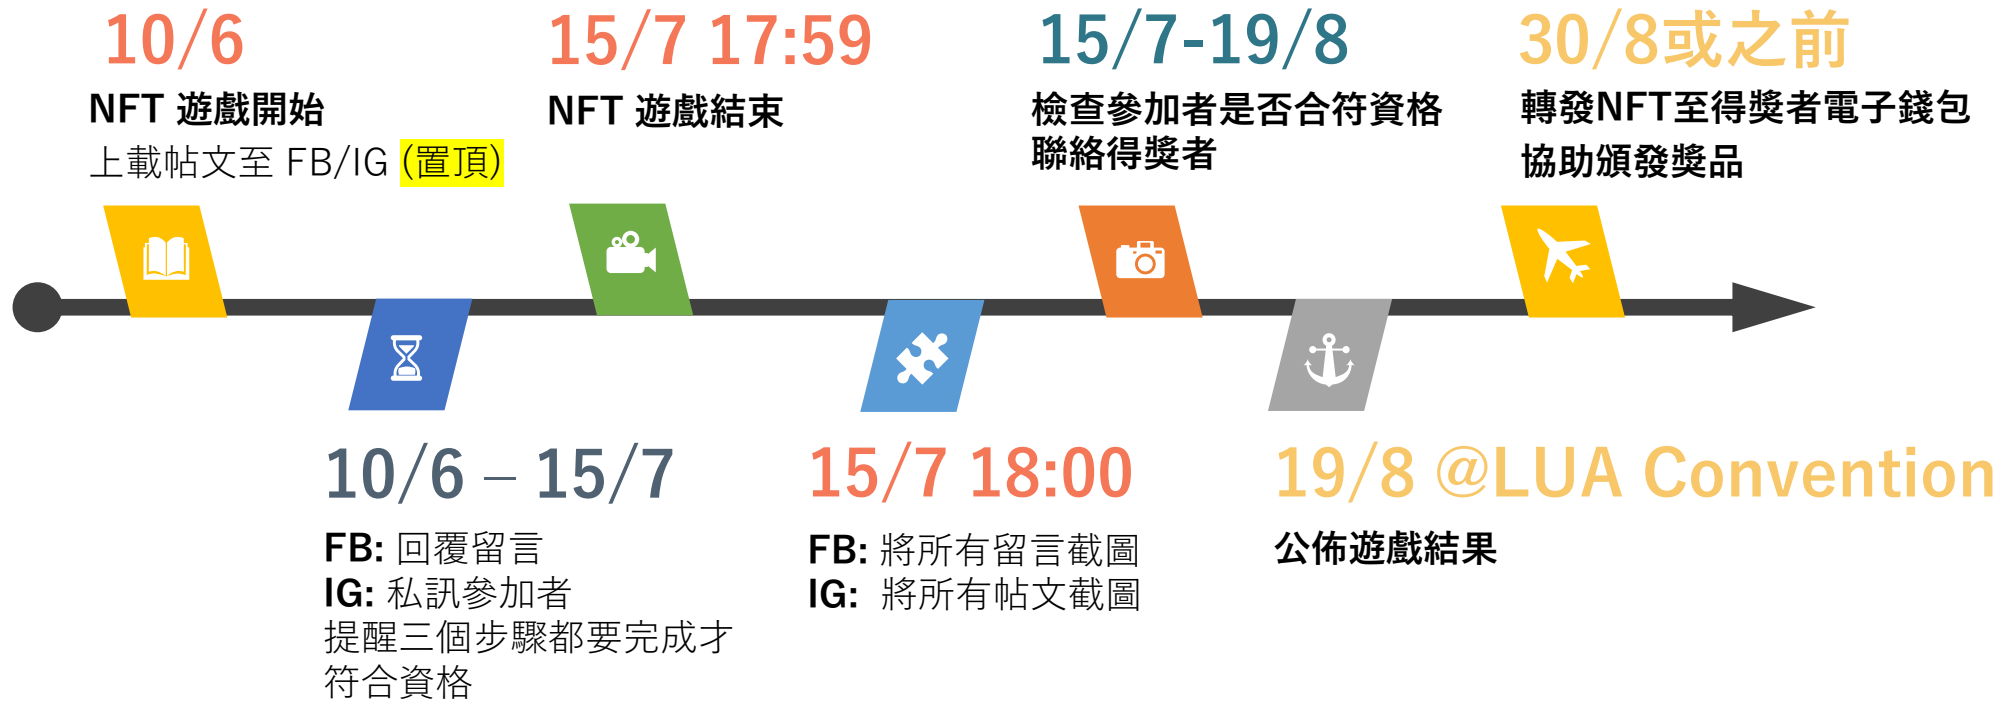 10/6
NFT 遊戲開始
上載帖文至 FB/IG (置頂)
15/7 17:59
NFT 遊戲結束
15/7-19/8
檢查參加者是否合符資格
聯絡得獎者
30/8或之前
轉發NFT至得獎者電子錢包
協助頒發獎品
10/6 – 15/7
FB: 回覆留言
IG: 私訊參加者
提醒三個步驟都要完成才
符合資格
15/7 18:00
FB: 將所有留言截圖
IG: 將所有帖文截圖
19/8 @LUA Convention
公佈遊戲結果